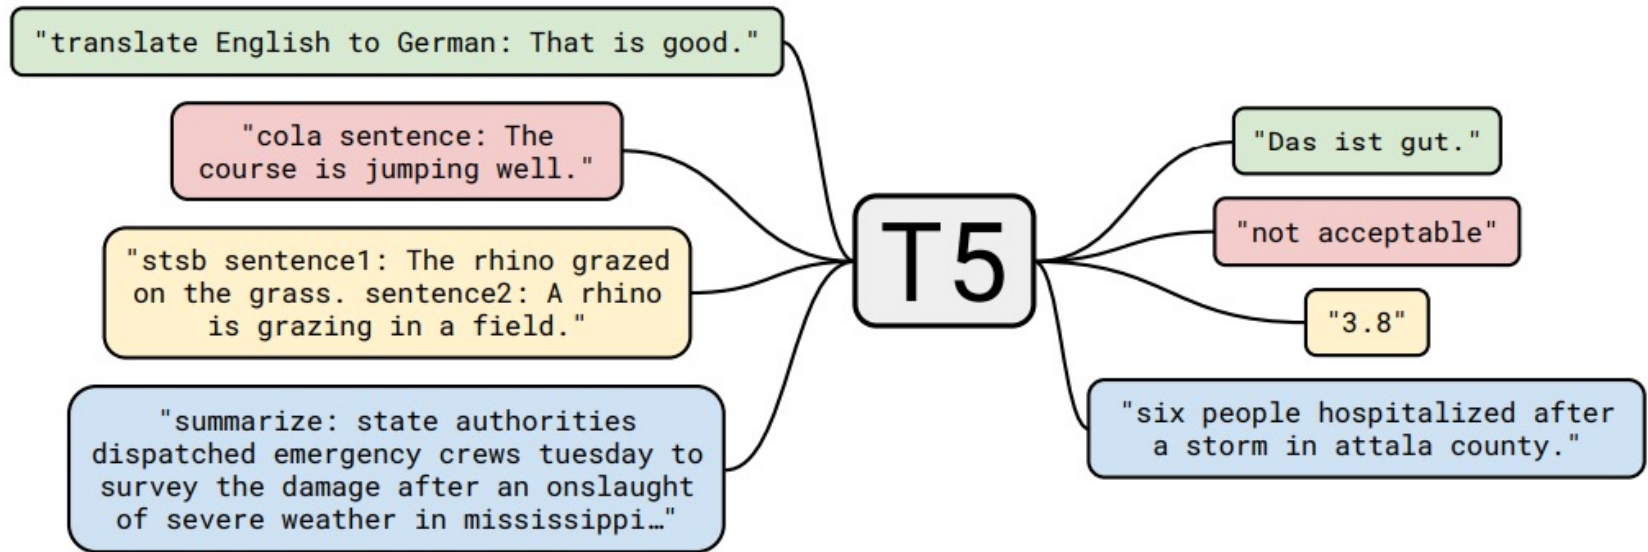 "translate English to German: That is good."
"cola sentence: The
course is jumping well."
"stsb sentence1: The rhino grazed
on the grass. sentence2: A rhino
is grazing in a field."
"summarize: state authorities
dispatched emergency crews tuesday to
survey the damage after an onslaught
of severe weather in mississippi…"
T5
"Das ist gut."
"not acceptable"
"3.8"
"six people hospitalized after
a storm in attala county."